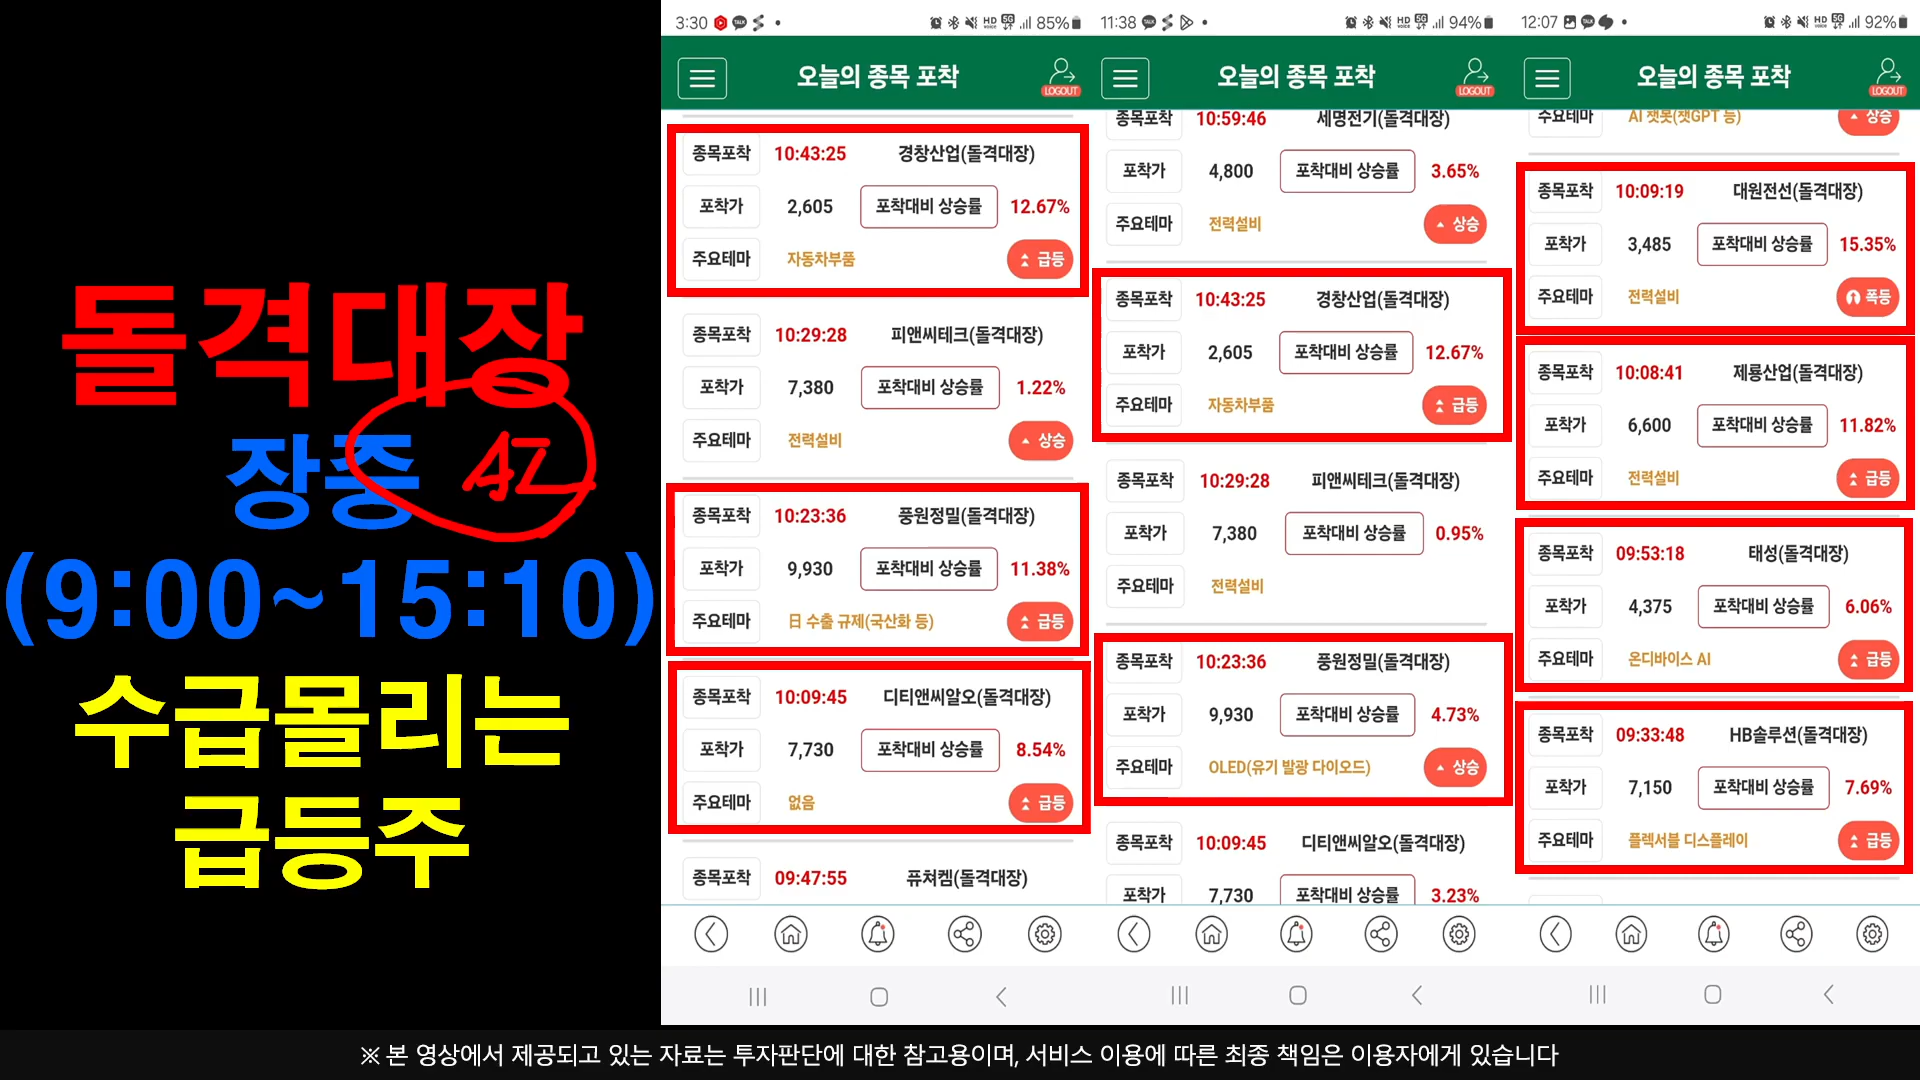 돌격대장
장중
AI
(9:00~15:10)
수급몰리는
급등주
3:30
85%
오늘의 종목 포착
LOGOUT
종목포착 10:43:25 경창산업(돌격대장)
포착가 2,605 포착대비 상승률 12.67%
주요테마 자동차부품 급등
종목포착 10:29:28 피앤씨테크(돌격대장)
포착가 7,380 포착대비 상승률 1.22%
주요테마 전력설비 상승
종목포착 10:23:36 풍원정밀(돌격대장)
포착가 9,930 포착대비 상승률 11.38%
주요테마 日 수출 규제(국산화 등) 급등
종목포착 10:09:45 디티앤씨알오(돌격대장)
포착가 7,730 포착대비 상승률 8.54%
주요테마 없음 급등
종목포착 09:47:55 퓨쳐켐(돌격대장)
11:38
94%
오늘의 종목 포착
LOGOUT
종목포착 10:59:46 세명전기(돌격대장)
포착가 4,800 포착대비 상승률 3.65%
주요테마 전력설비 상승
종목포착 10:43:25 경창산업(돌격대장)
포착가 2,605 포착대비 상승률 12.67%
주요테마 자동차부품 급등
종목포착 10:29:28 피앤씨테크(돌격대장)
포착가 7,380 포착대비 상승률 0.95%
주요테마 전력설비
종목포착 10:23:36 풍원정밀(돌격대장)
포착가 9,930 포착대비 상승률 4.73%
주요테마 OLED(유기 발광 다이오드) 상승
종목포착 10:09:45 디티앤씨알오(돌격대장)
포착가 7,730 포착대비 상승률 3.23%
12:07
92%
오늘의 종목 포착
LOGOUT
주요테마 AI 챗봇(챗GPT 등) 상승
종목포착 10:09:19 대원전선(돌격대장)
포착가 3,485 포착대비 상승률 15.35%
주요테마 전력설비 폭등
종목포착 10:08:41 제룡산업(돌격대장)
포착가 6,600 포착대비 상승률 11.82%
주요테마 전력설비 급등
종목포착 09:53:18 태성(돌격대장)
포착가 4,375 포착대비 상승률 6.06%
주요테마 온디바이스 AI 급등
종목포착 09:33:48 HB솔루션(돌격대장)
포착가 7,150 포착대비 상승률 7.69%
주요테마 플렉서블 디스플레이 급등
※ 본 영상에서 제공되고 있는 자료는 투자판단에 대한 참고용이며, 서비스 이용에 따른 최종 책임은 이용자에게 있습니다